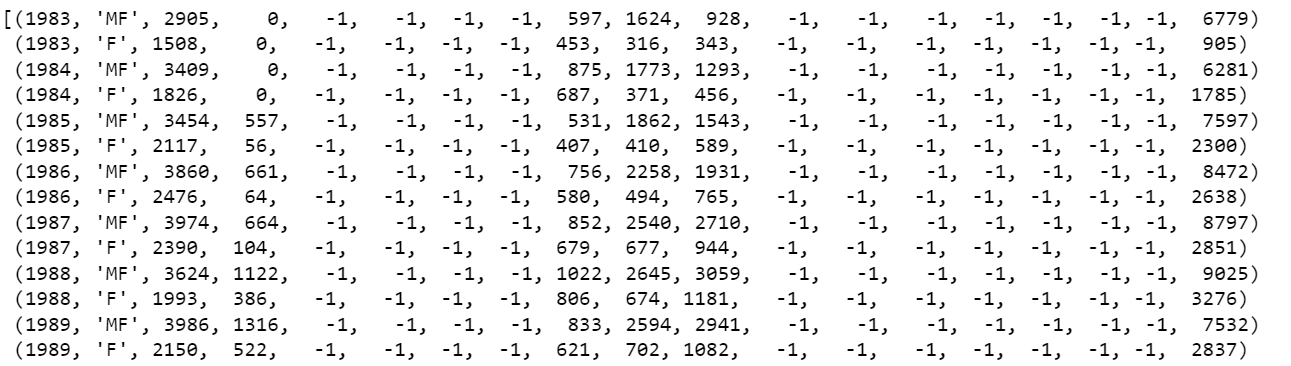 [(1983, 'MF', 2905,    0,   -1,   -1,  -1,  -1,  597, 1624,  928,   -1,   -1,   -1,  -1,  -1,  -1, -1,  6779)
 (1983, 'F', 1508,    0,   -1,   -1,  -1,  -1,  453,  316,  343,   -1,   -1,   -1,  -1,  -1,  -1, -1,   905)
 (1984, 'MF', 3409,    0,   -1,   -1,  -1,  -1,  875, 1773, 1293,   -1,   -1,   -1,  -1,  -1,  -1, -1,  6281)
 (1984, 'F', 1826,    0,   -1,   -1,  -1,  -1,  687,  371,  456,   -1,   -1,   -1,  -1,  -1,  -1, -1,  1785)
 (1985, 'MF', 3454,  557,   -1,   -1,  -1,  -1,  531, 1862, 1543,   -1,   -1,   -1,  -1,  -1,  -1, -1,  7597)
 (1985, 'F', 2117,   56,   -1,   -1,  -1,  -1,  407,  410,  589,   -1,   -1,   -1,  -1,  -1,  -1, -1,  2300)
 (1986, 'MF', 3860,  661,   -1,   -1,  -1,  -1,  756, 2258, 1931,   -1,   -1,   -1,  -1,  -1,  -1, -1,  8472)
 (1986, 'F', 2476,   64,   -1,   -1,  -1,  -1,  580,  494,  765,   -1,   -1,   -1,  -1,  -1,  -1, -1,  2638)
 (1987, 'MF', 3974,  664,   -1,   -1,  -1,  -1,  852, 2540, 2710,   -1,   -1,   -1,  -1,  -1,  -1, -1,  8797)
 (1987, 'F', 2390,  104,   -1,   -1,  -1,  -1,  679,  677,  944,   -1,   -1,   -1,  -1,  -1,  -1, -1,  2851)
 (1988, 'MF', 3624, 1122,   -1,   -1,  -1,  -1, 1022, 2645, 3059,   -1,   -1,   -1,  -1,  -1,  -1, -1,  9025)
 (1988, 'F', 1993,  386,   -1,   -1,  -1,  -1,  806,  674, 1181,   -1,   -1,   -1,  -1,  -1,  -1, -1,  3276)
 (1989, 'MF', 3986, 1316,   -1,   -1,  -1,  -1,  833, 2594, 2941,   -1,   -1,   -1,  -1,  -1,  -1, -1,  7532)
 (1989, 'F', 2150,  522,   -1,   -1,  -1,  -1,  621,  702, 1082,   -1,   -1,   -1,  -1,  -1,  -1, -1,  2837)